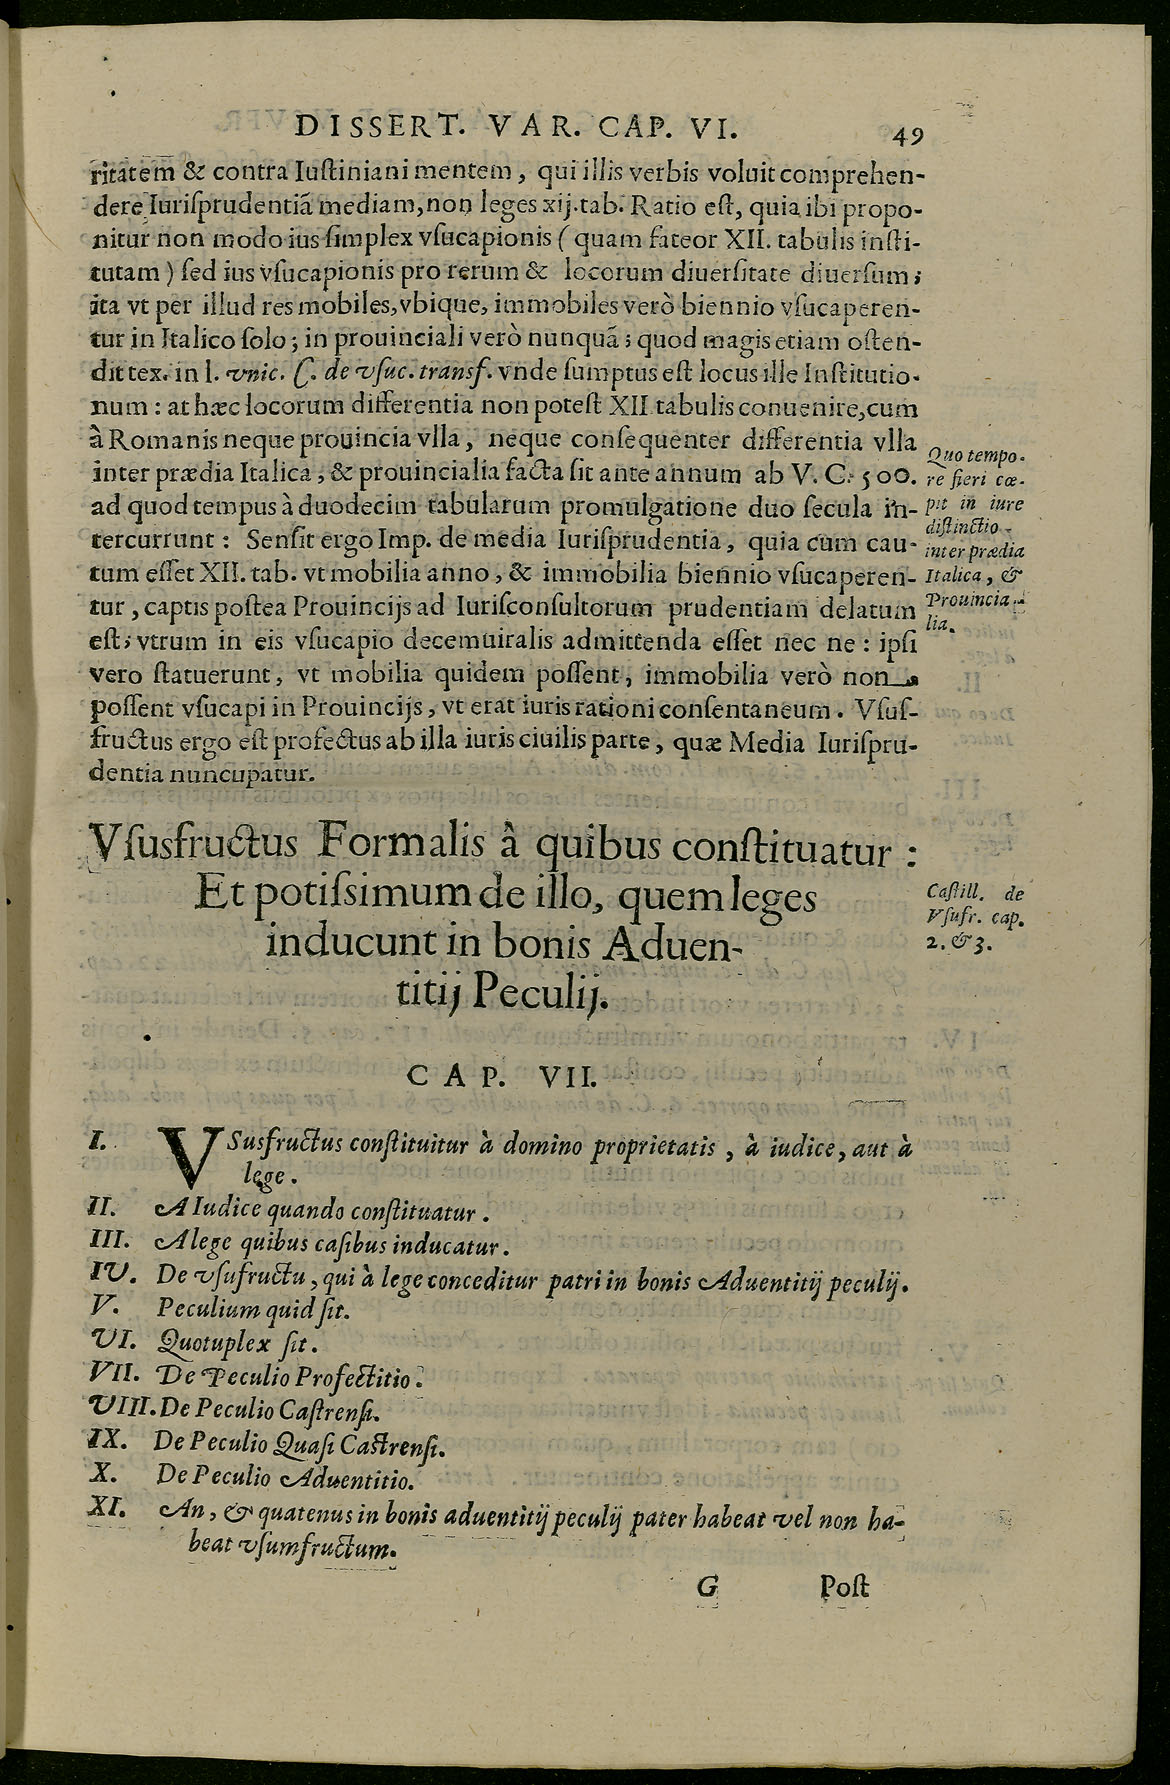 DISSERT. VAR. CAP. VI. 49
ritatem & contra Iuſtiniani mentem, qui illis verbis voluit comprehen-
dere Iuriſprudentiã mediam, non leges xij. tab. Ratio eſt, quia ibi propo-
nitur non modo ius ſimplex vſucapionis ( quam fateor XII. tabulis inſti-
tutam ) ſed ius vſucapionis pro rerum & locorum diuerſitate diuerſum;
ita vt per illud res mobiles, vbique, immobiles verò biennio vſucaperen-
tur in Italico ſolo; in prouinciali verò nunquã; quod magis etiam oſten-
dit tex. in l. vnic. C. de vſuc. transf. vnde ſumptus eſt locus ille Inſtitutio-
num: at hæc locorum differentia non poteſt XII tabulis conuenire, cum
à Romanis neque prouincia vlla, neque conſequenter differentia vlla
inter prædia Italica, & prouincialia facta ſit ante annum ab V. C. 500.
ad quod tempus à duodecim tabularum promulgatione duo ſecula in-
tercurrunt: Senſit ergo Imp. de media Iuriſprudentia, quia cum cau-
tum eſſet XII. tab. vt mobilia anno, & immobilia biennio vſucaperen-
tur, captis poſtea Prouincijs ad Iuriſconſultorum prudentiam delatum
eſt; vtrum in eis vſucapio decemuiralis admittenda eſſet nec ne: ipſi
vero ſtatuerunt, vt mobilia quidem poſſent, immobilia verò non
poſſent vſucapi in Prouincijs, vt erat iuris rationi conſentaneum. Vſuſ-
fructus ergo eſt profectus ab illa iuris ciuilis parte, quæ Media Iuriſpru-
dentia nuncupatur.
Quo tempo-
re fieri cœ-
pit in iure
diſtinctio
inter prædia
Italica, &
Prouincia-
lia.
Vſusfructus Formalis â quibus conſtituatur:
Et potiſsimum de illo, quem leges
inducunt in bonis Aduen-
titij Peculij.
Caſtill. de
Vſufr. cap.
2. & 3.
CAP. VII.
I. VSusfructus conſtituitur à domino proprietatis, à iudice, aut à
lege.
II. A Iudice quando conſtituatur.
III. A lege quibus caſibus inducatur.
IV. De vſufructu, qui à lege conceditur patri in bonis Aduentitij peculij.
V. Peculium quid ſit.
VI. Quotuplex ſit.
VII. De Peculio Profectitio.
VIII. De Peculio Caſtrenſi.
IX. De Peculio Quaſi Caſtrenſi.
X. De Peculio Aduentitio.
XI. An, & quatenus in bonis aduentitij peculij pater habeat vel non ha-
beat vſumfructum.
G Poſt